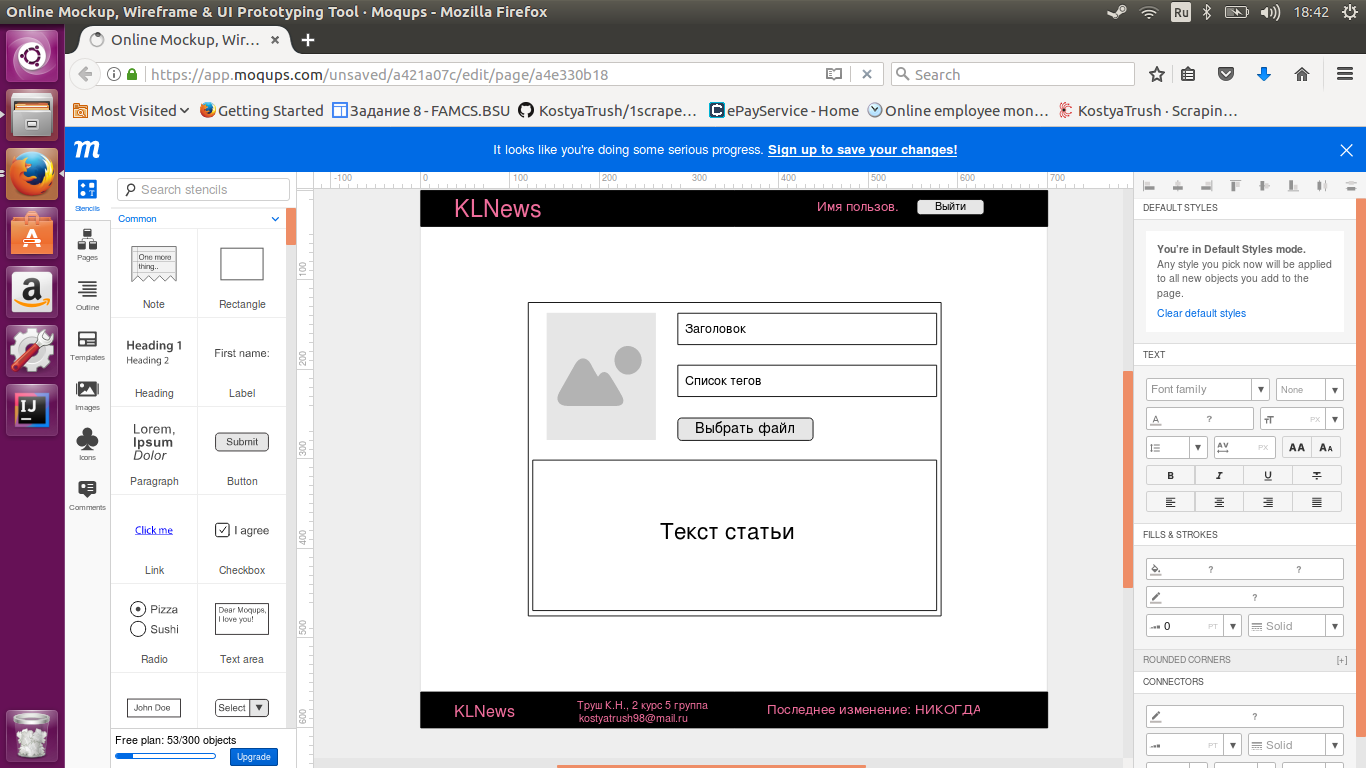 Online Mockup, Wireframe & UI Prototyping Tool · Moqups - Mozilla Firefox
Ru
18:42
Online Mockup, Wir…
https://app.moqups.com/unsaved/a421a07c/edit/page/a4e330b18
Search
Most Visited
Getting Started
Задание 8 - FAMCS.BSU
KostyaTrush/1scrape…
ePayService - Home
Online employee mon…
KostyaTrush · Scrapin…
m
It looks like you're doing some serious progress. Sign up to save your changes!
Stencils
Pages
Outline
Templates
Images
Icons
Comments
Search stencils
Common
One more
thing..
Note
Rectangle
Heading 1
Heading 2
Heading
First name:
Label
Lorem,
Ipsum
Dolor
Paragraph
Submit
Button
Click me
Link
I agree
Checkbox
Pizza
Sushi
Radio
Dear Moqups,
I love you!
Text area
John Doe
Select
Free plan: 53/300 objects
Upgrade
-100 0 100 200 300 400 500 600 700
100
200
300
400
500
600
KLNews
Имя пользов.
Выйти
Заголовок
Список тегов
Выбрать файл
Текст статьи
KLNews
Труш К.Н., 2 курс 5 группа
kostyatrush98@mail.ru
Последнее изменение: НИКОГДА
DEFAULT STYLES
You're in Default Styles mode.
Any style you pick now will be applied
to all new objects you add to the
page.
Clear default styles
TEXT
Font family
None
A ? тT PX
AV PX AA AA
B I U T
FILLS & STROKES
? ?
?
0 PT Solid
ROUNDED CORNERS [+]
CONNECTORS
?
PT Solid